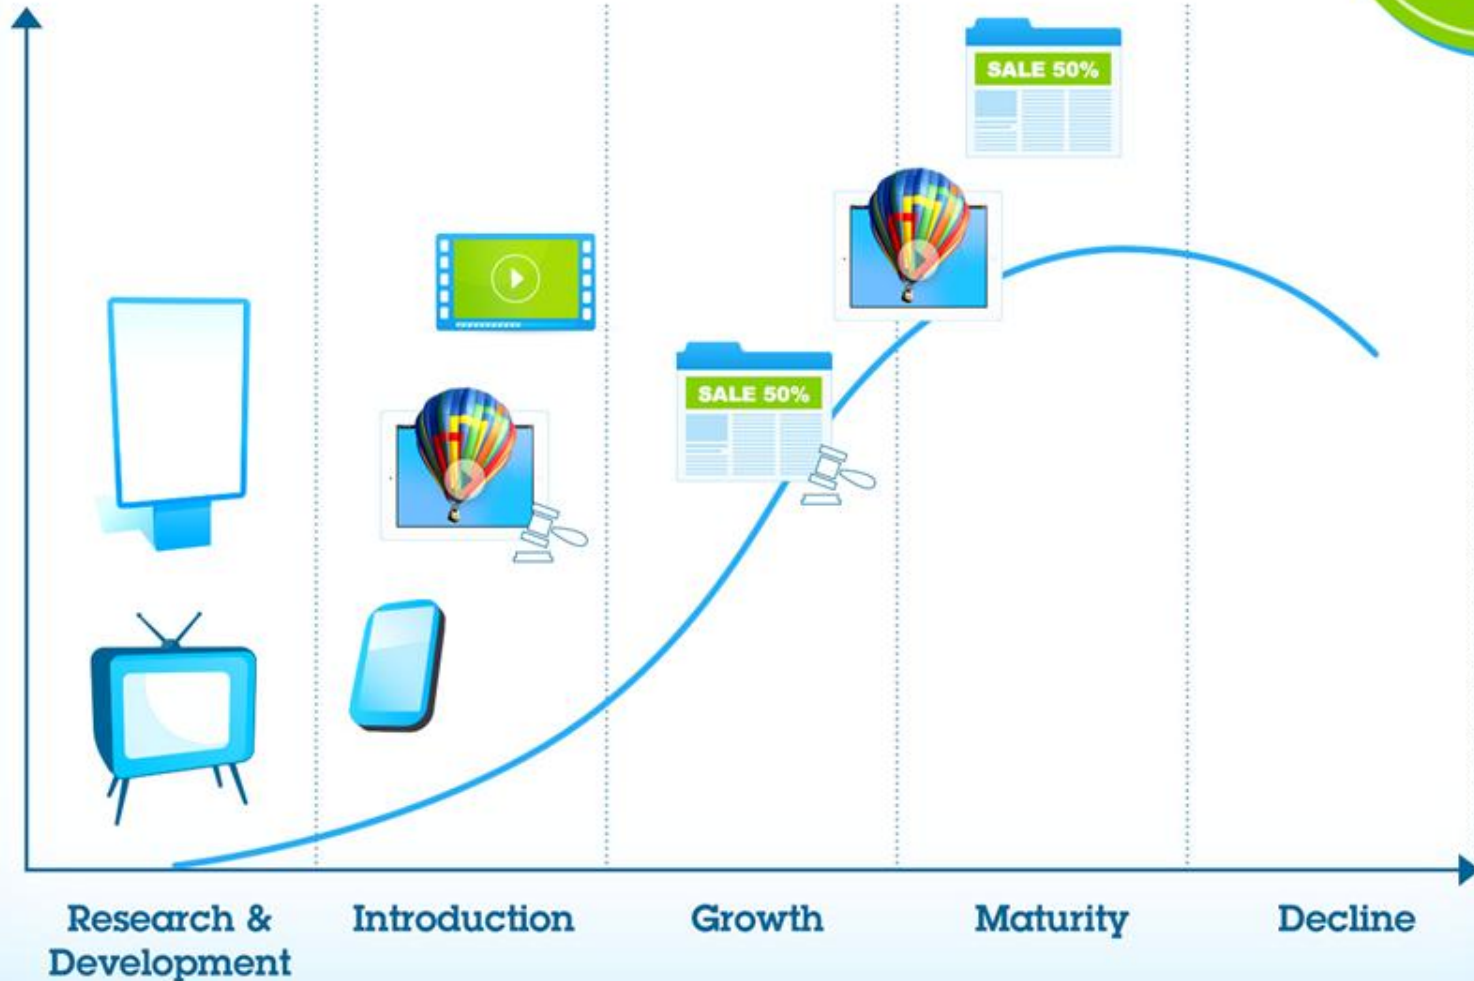 SALE 50%
SALE 50%
Research &
Development
Introduction
Growth
Maturity
Decline